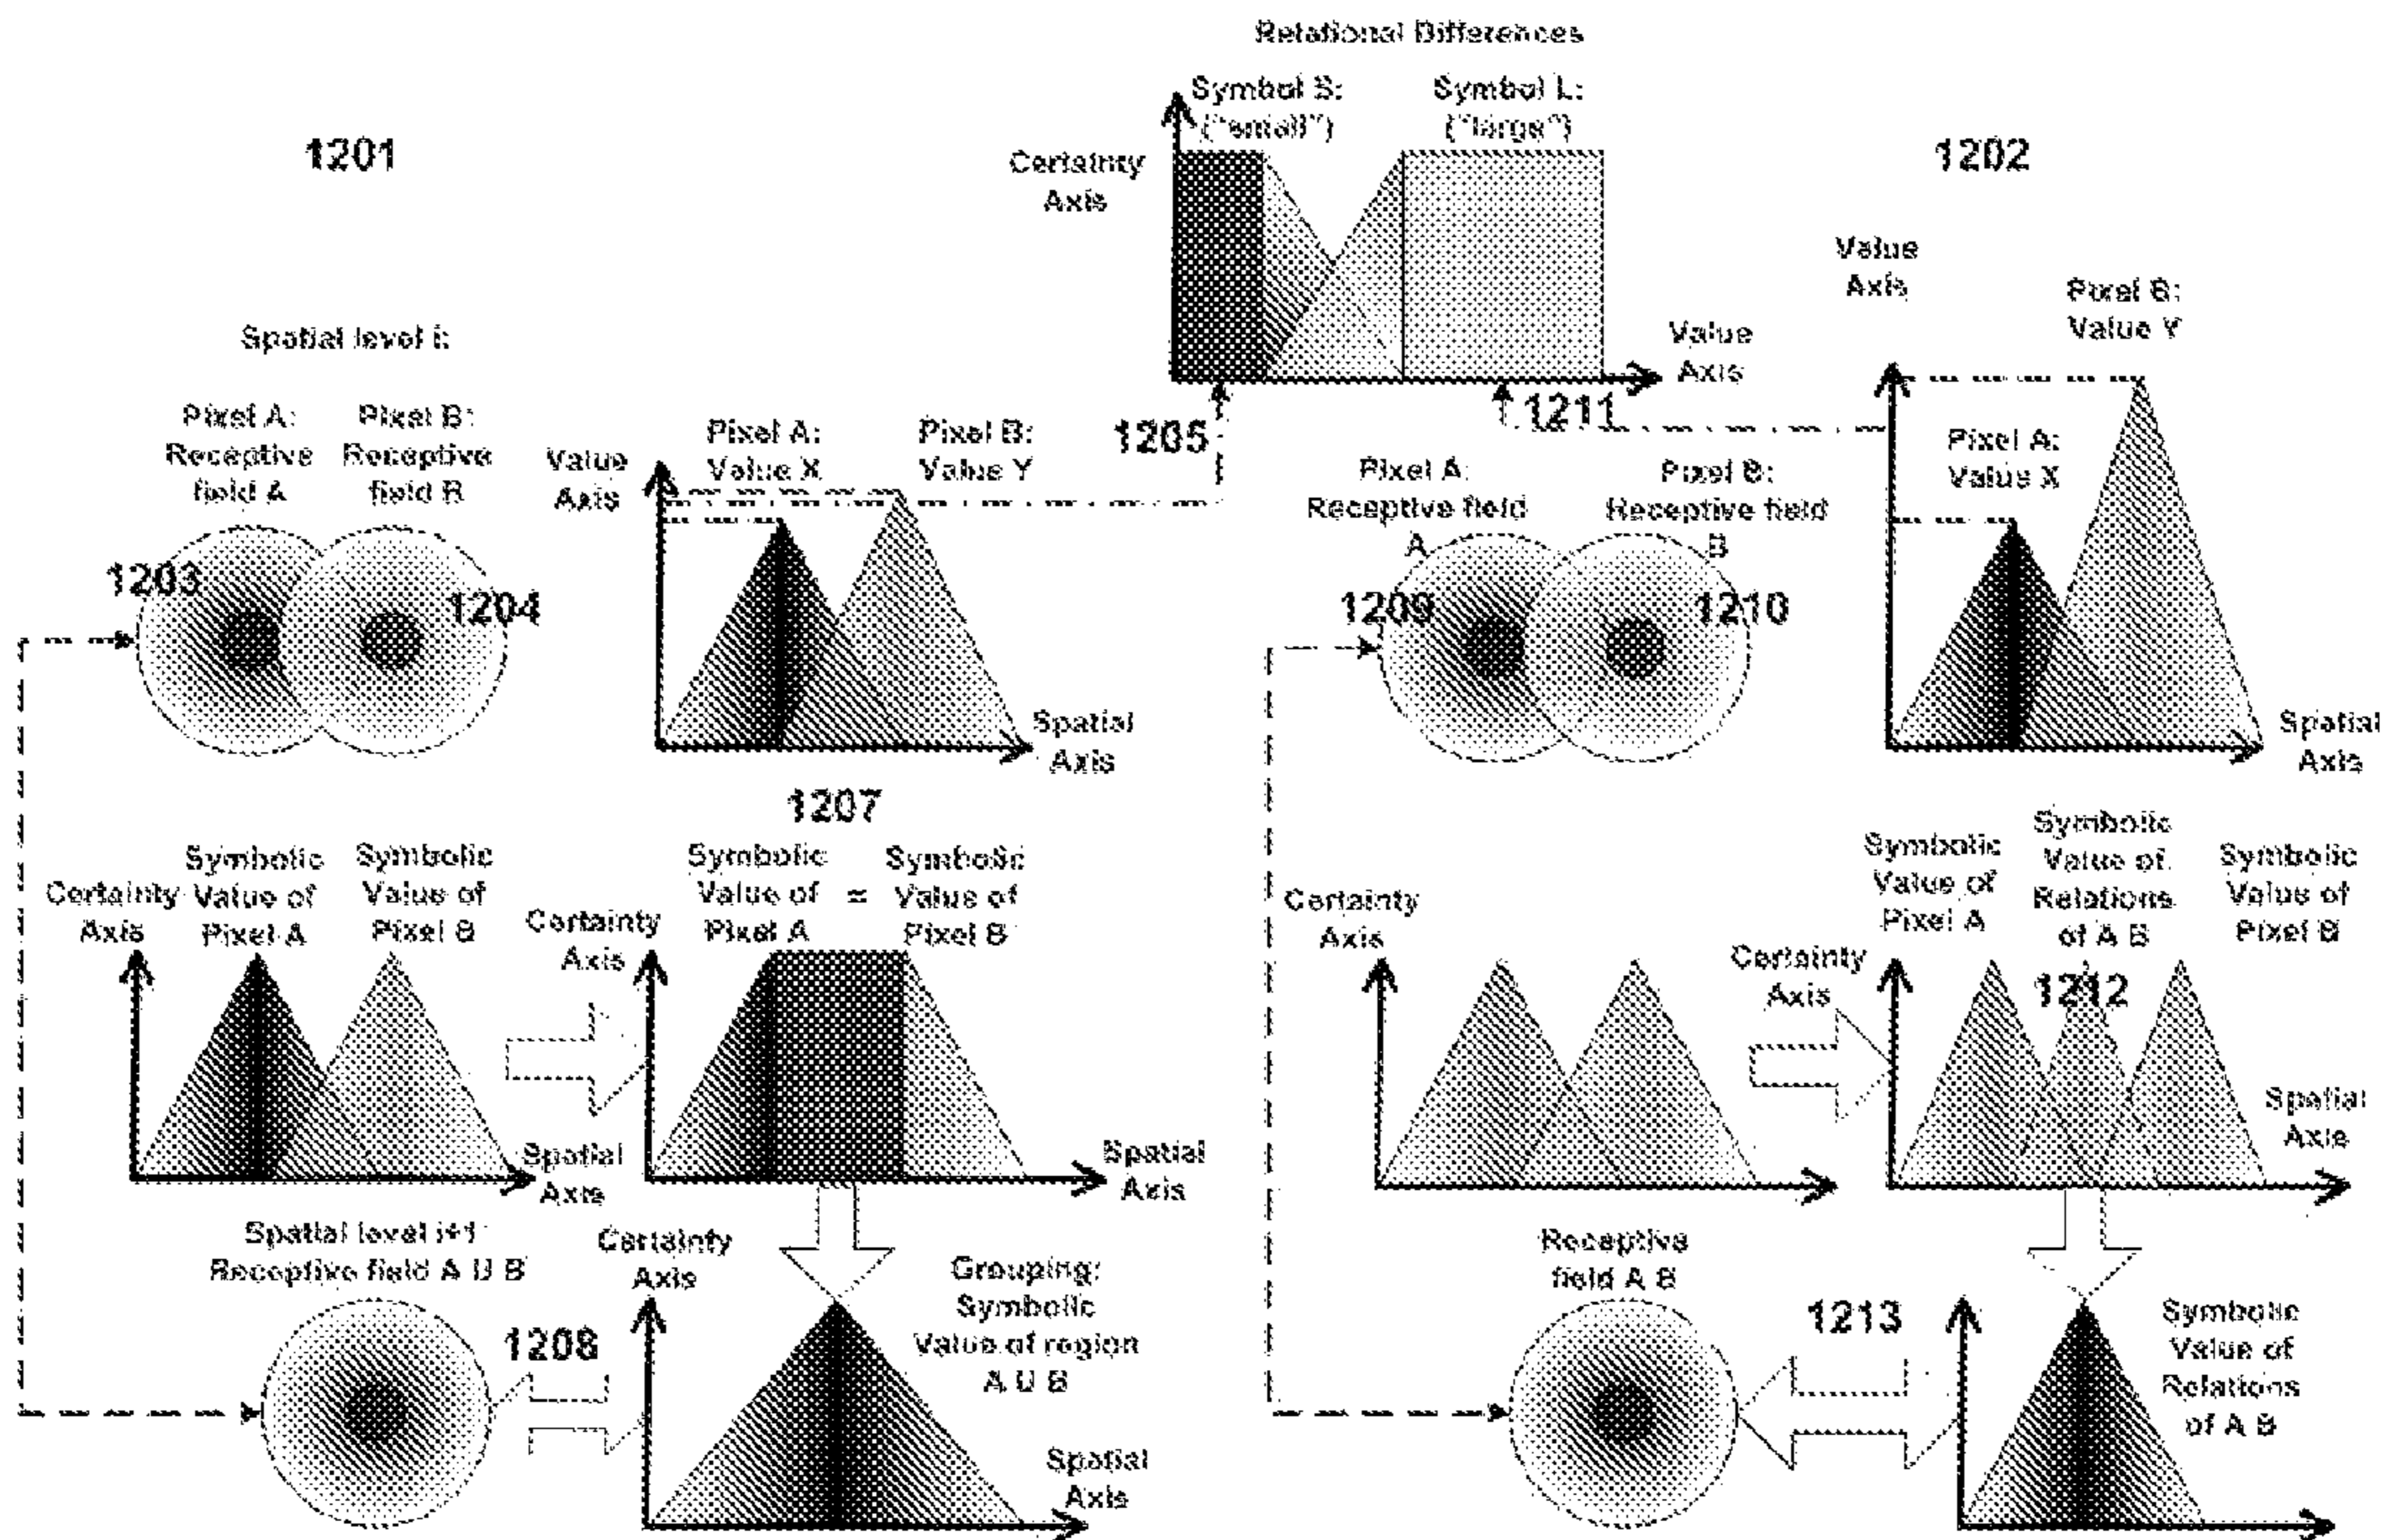 Relational Differences
Symbol S:
("small")
Symbol L:
("large")
1201
1202
Certainty
Axis
Value
Axis
Value
Axis
Pixel B:
Value Y
Spatial level i:
Pixel A:
Receptive
field A
Pixel B:
Receptive
field B
Value
Axis
Pixel A:
Value X
Pixel B:
Value Y
1205
1211
Pixel A:
Receptive field
A
Pixel B:
Receptive field
B
Pixel A:
Value X
1203
1204
1209
1210
Spatial
Axis
Spatial
Axis
1207
Certainty
Axis
Symbolic
Value of
Pixel A
Symbolic
Value of
Pixel B
Certainty
Axis
Symbolic
Value of
Pixel A
=
Symbolic
Value of
Pixel B
Certainty
Axis
Certainty
Axis
Symbolic
Value of
Pixel A
Symbolic
Value of
Relations
of A B
1212
Symbolic
Value of
Pixel B
Spatial
Axis
Spatial
Axis
Spatial
Axis
Spatial level i+1
Receptive field A U B
1208
Certainty
Axis
Grouping:
Symbolic
Value of region
A U B
Spatial
Axis
Receptive
field A B
1213
Symbolic
Value of
Relations
of A B